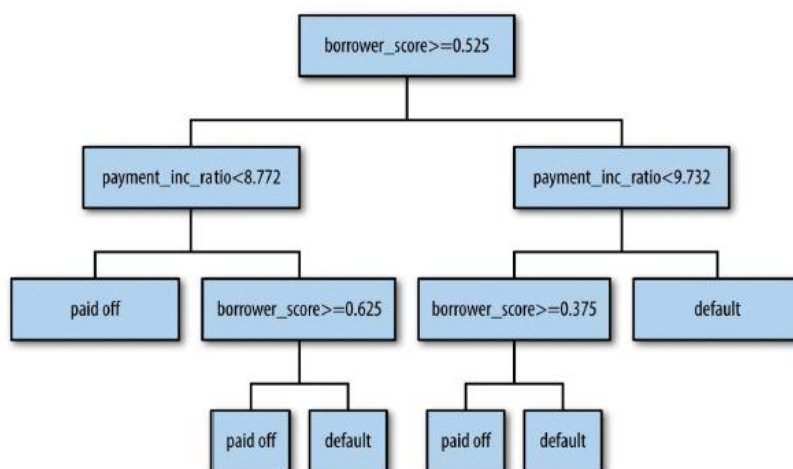 borrower_score>=0.525
payment_inc_ratio<8.772
payment_inc_ratio<9.732
paid off
borrower_score>=0.625
borrower_score>=0.375
default
paid off
default
paid off
default